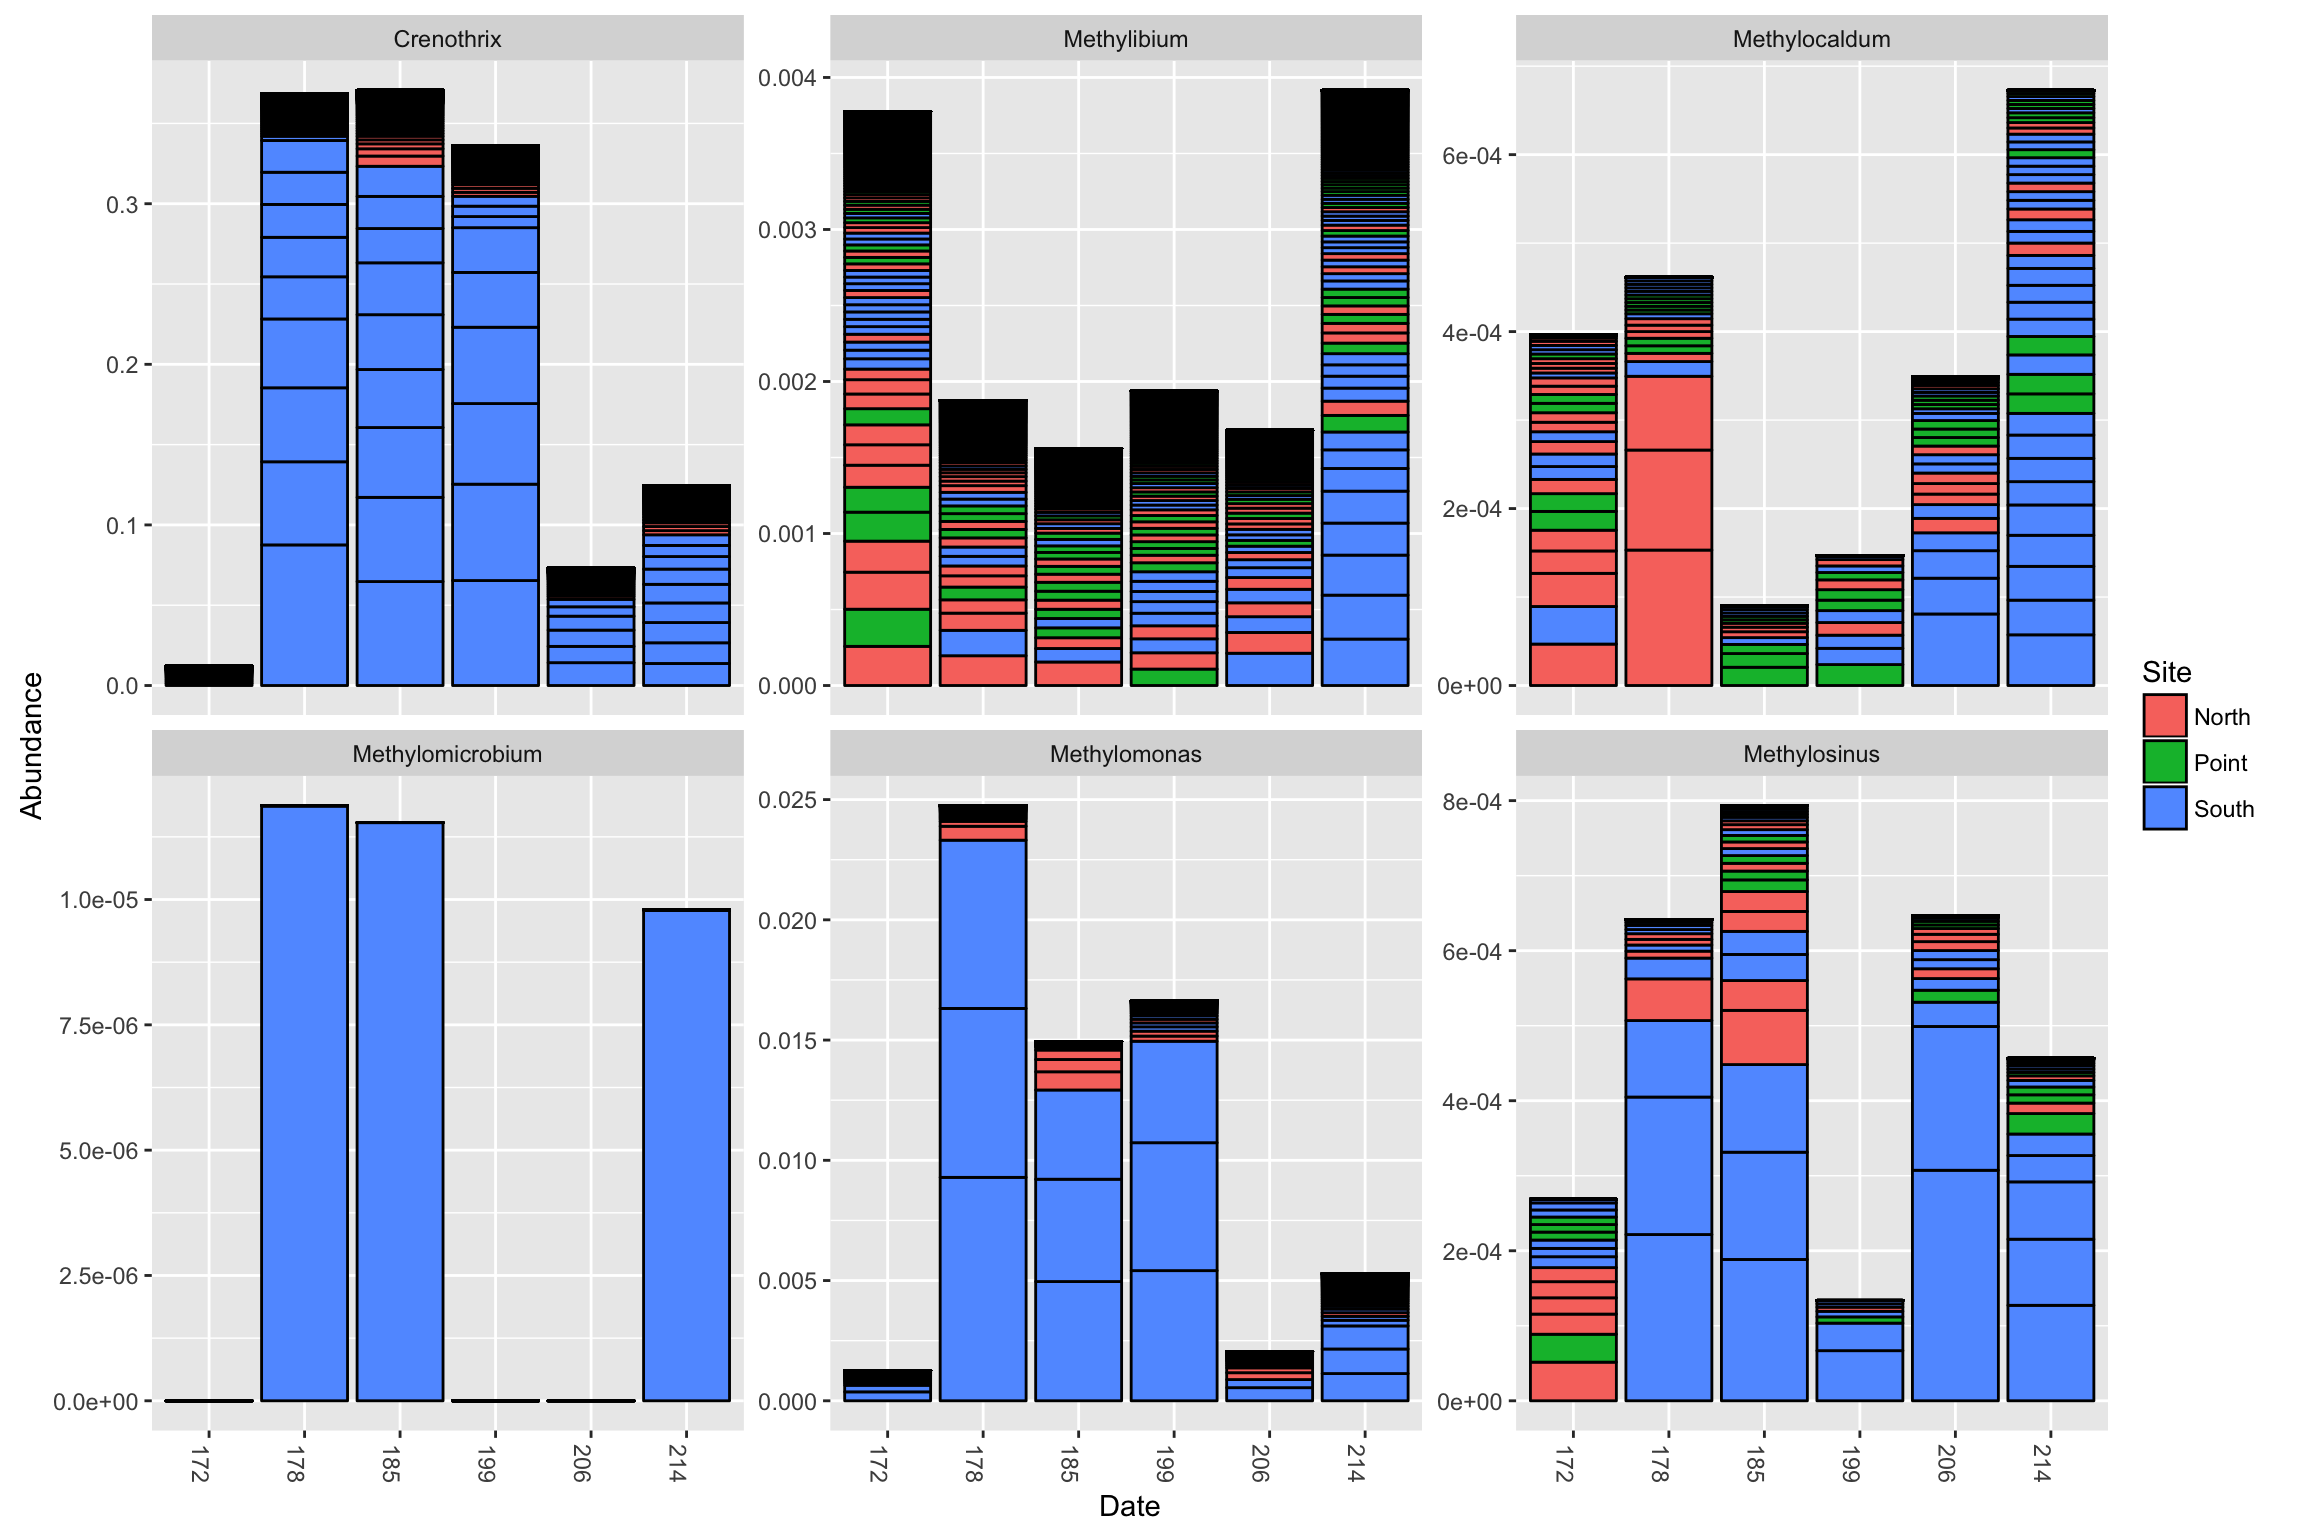 Crenothrix
Methylibium
Methylocaldum
0.3
0.2
0.1
0.0
0.004
0.003
0.002
0.001
0.000
6e-04
4e-04
2e-04
0e+00
Methylomicrobium
Methylomonas
Methylosinus
1.0e-05
7.5e-06
5.0e-06
2.5e-06
0.0e+00
0.025
0.020
0.015
0.010
0.005
0.000
8e-04
6e-04
4e-04
2e-04
0e+00
172 178 185 199 206 214
172 178 185 199 206 214
172 178 185 199 206 214
Date
Abundance
Site
North
Point
South